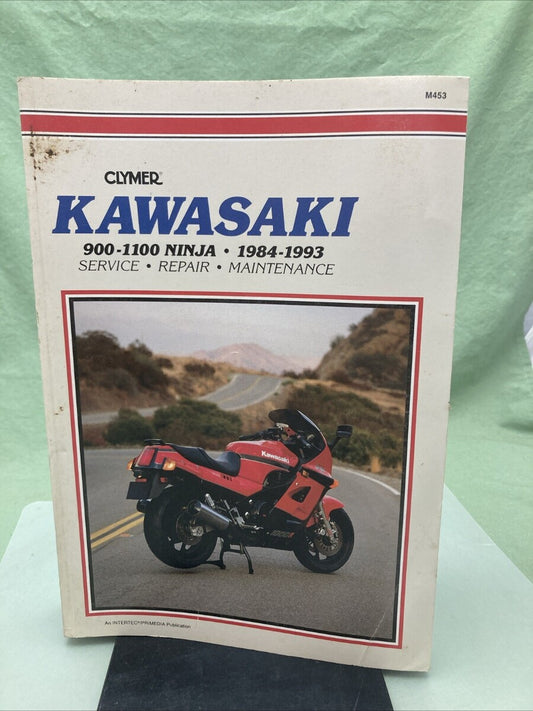 M453
CLYMER®
KAWASAKI
900-1100 NINJA • 1984-1993
SERVICE • REPAIR • MAINTENANCE
Kawasaki
An INTERTEC/PRIMEDIA Publication